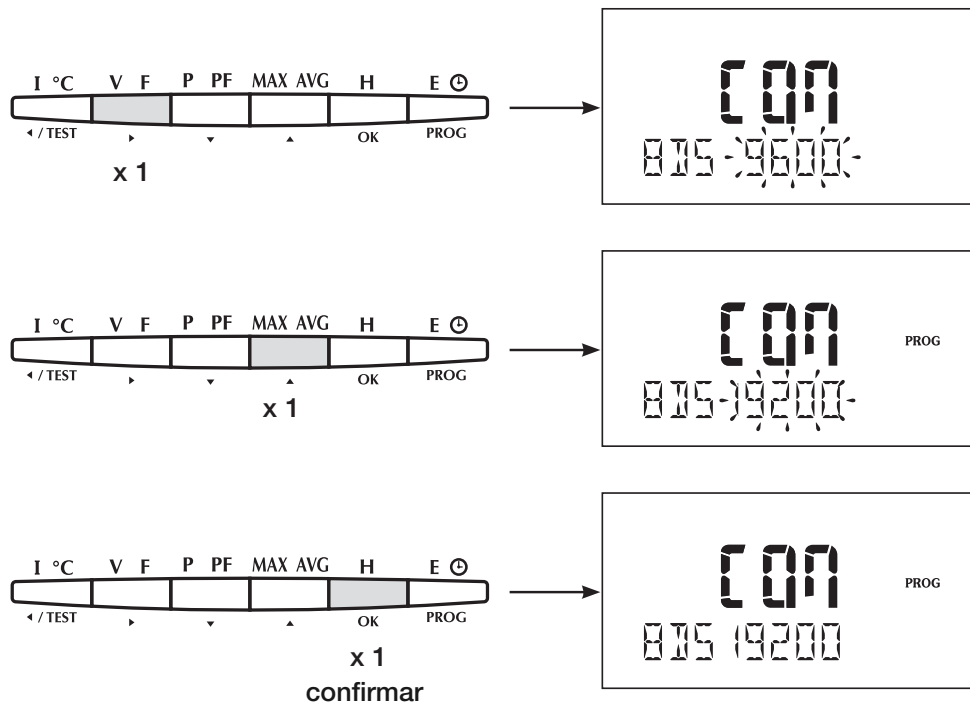 I °C V F P PF MAX AVG H E
/ TEST OK PROG
x 1
COM
BDS 9600
I °C V F P PF MAX AVG H E
/ TEST OK PROG
x 1
COM
PROG
BDS 19200
I °C V F P PF MAX AVG H E
/ TEST OK PROG
x 1
confirmar
COM
PROG
BDS 19200